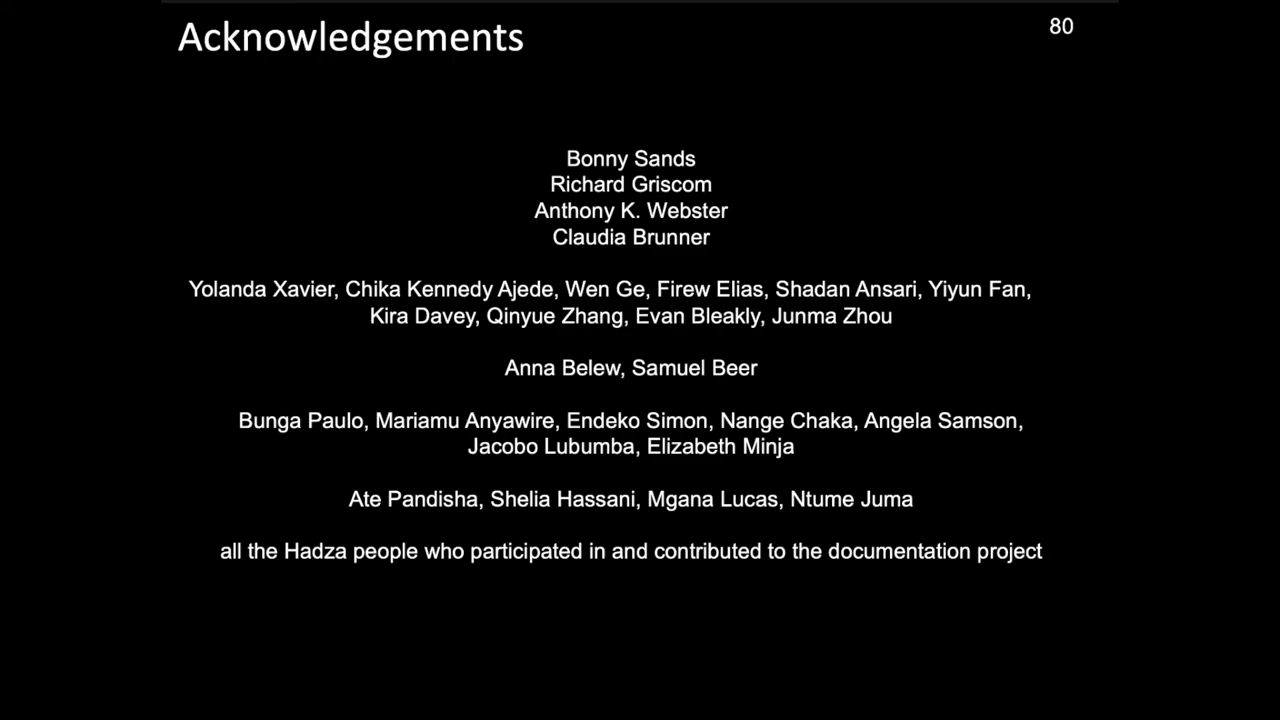 Acknowledgements
80
Bonny Sands
Richard Griscom
Anthony K. Webster
Claudia Brunner
Yolanda Xavier, Chika Kennedy Ajede, Wen Ge, Firew Elias, Shadan Ansari, Yiyun Fan,
Kira Davey, Qinyue Zhang, Evan Bleakly, Junma Zhou
Anna Belew, Samuel Beer
Bunga Paulo, Mariamu Anyawire, Endeko Simon, Nange Chaka, Angela Samson,
Jacobo Lubumba, Elizabeth Minja
Ate Pandisha, Shelia Hassani, Mgana Lucas, Ntume Juma
all the Hadza people who participated in and contributed to the documentation project